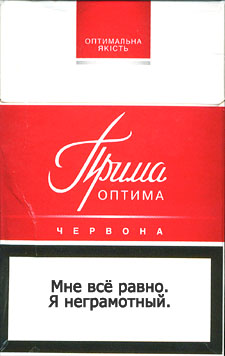 ОПТИМАЛЬНА
ЯКІСТЬ
Прима
ОПТИМА
ЧЕРВОНА
Мне всё равно.
Я неграмотный.